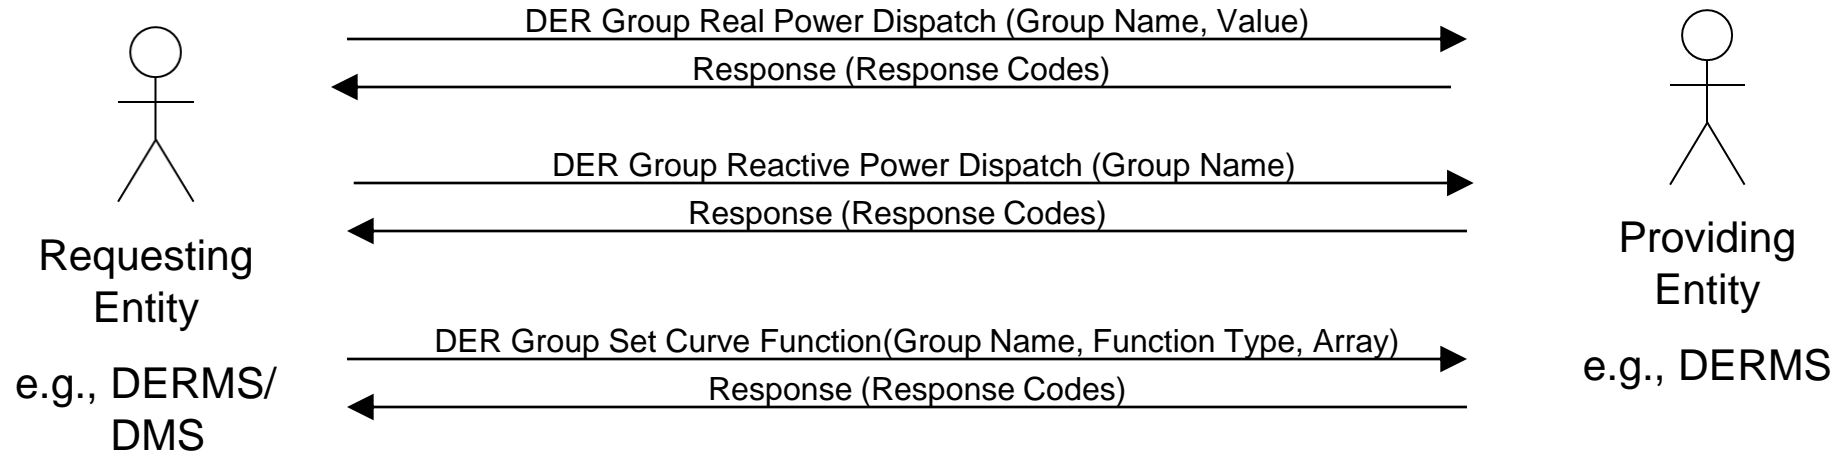 DER Group Real Power Dispatch (Group Name, Value)
Response (Response Codes)
DER Group Reactive Power Dispatch (Group Name)
Response (Response Codes)
DER Group Set Curve Function(Group Name, Function Type, Array)
Response (Response Codes)
Requesting
Entity
e.g., DERMS/
DMS
Providing
Entity
e.g., DERMS